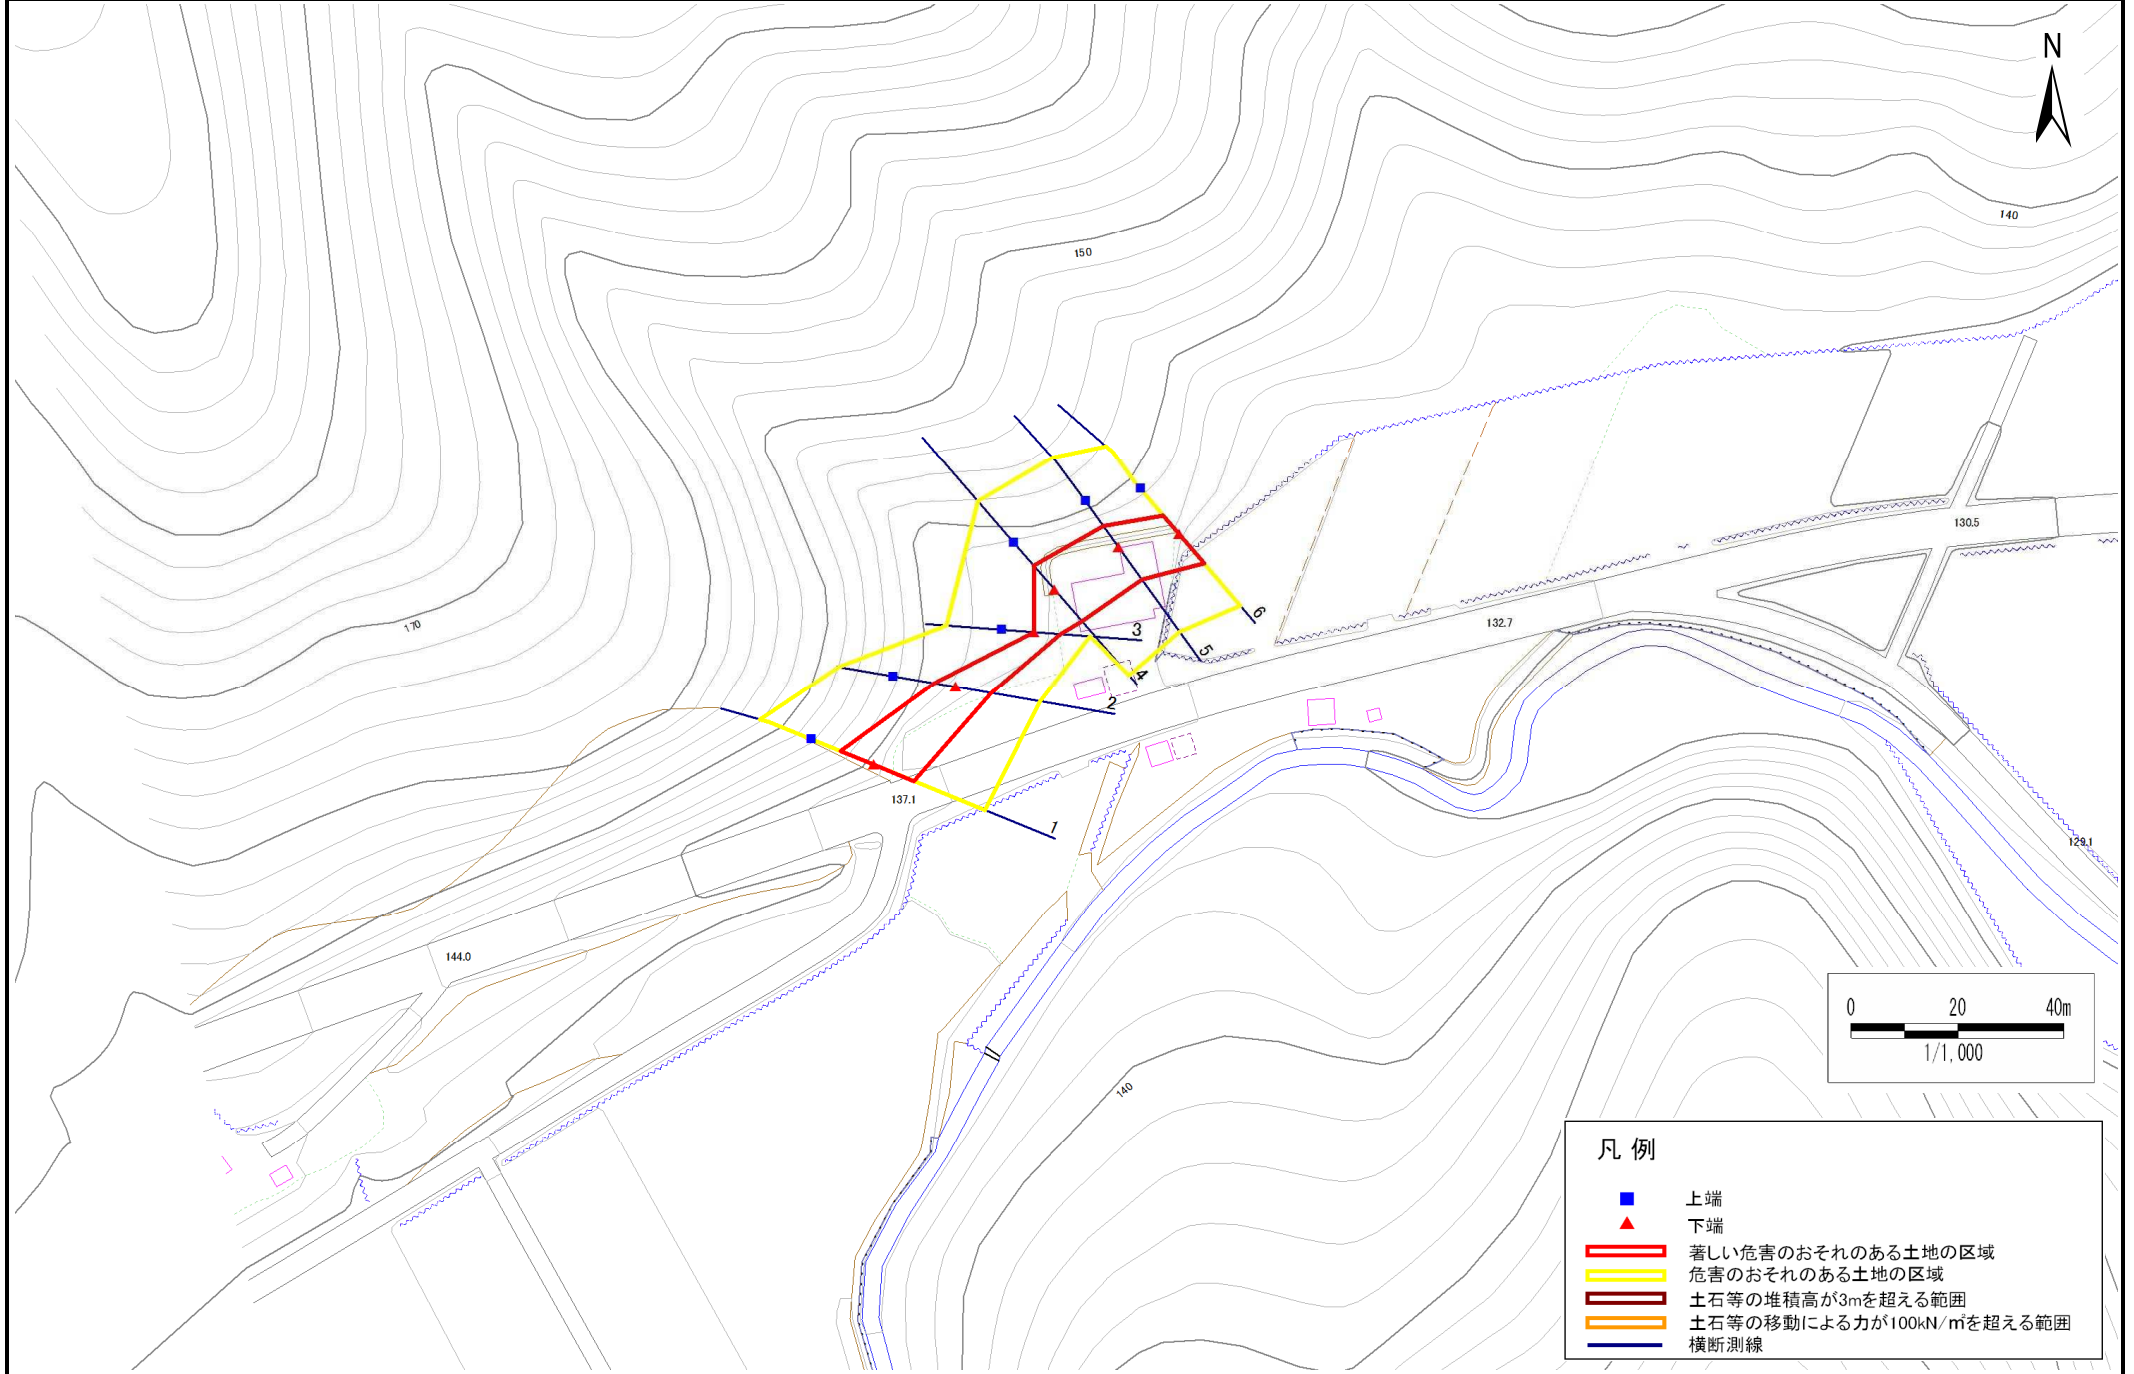 N
140
150
130.5
132.7
170
6
5
3
4
2
1
137.1
129.1
144.0
140
0 20 40m
1/1,000
凡 例
上端
下端
著しい危害のおそれのある土地の区域
危害のおそれのある土地の区域
土石等の堆積高が3mを超える範囲
土石等の移動による力が100kN/㎡を超える範囲
横断測線